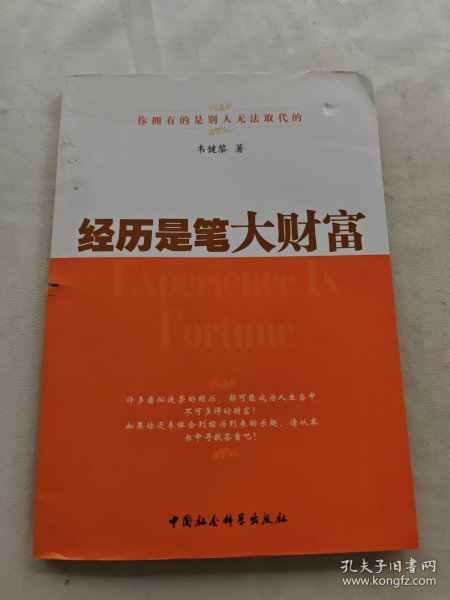 你拥有的是别人无法取代的
韦健黎 著
经历是笔大财富
Experience Is
Fortune
许多看似徒劳的经历，都可能成为人生当中
不可多得的财富！
如果你还未体会到经历到来的乐趣，请从本
书中寻找答案吧！
中国社会科学出版社
孔夫子旧书网
www.kongfz.com